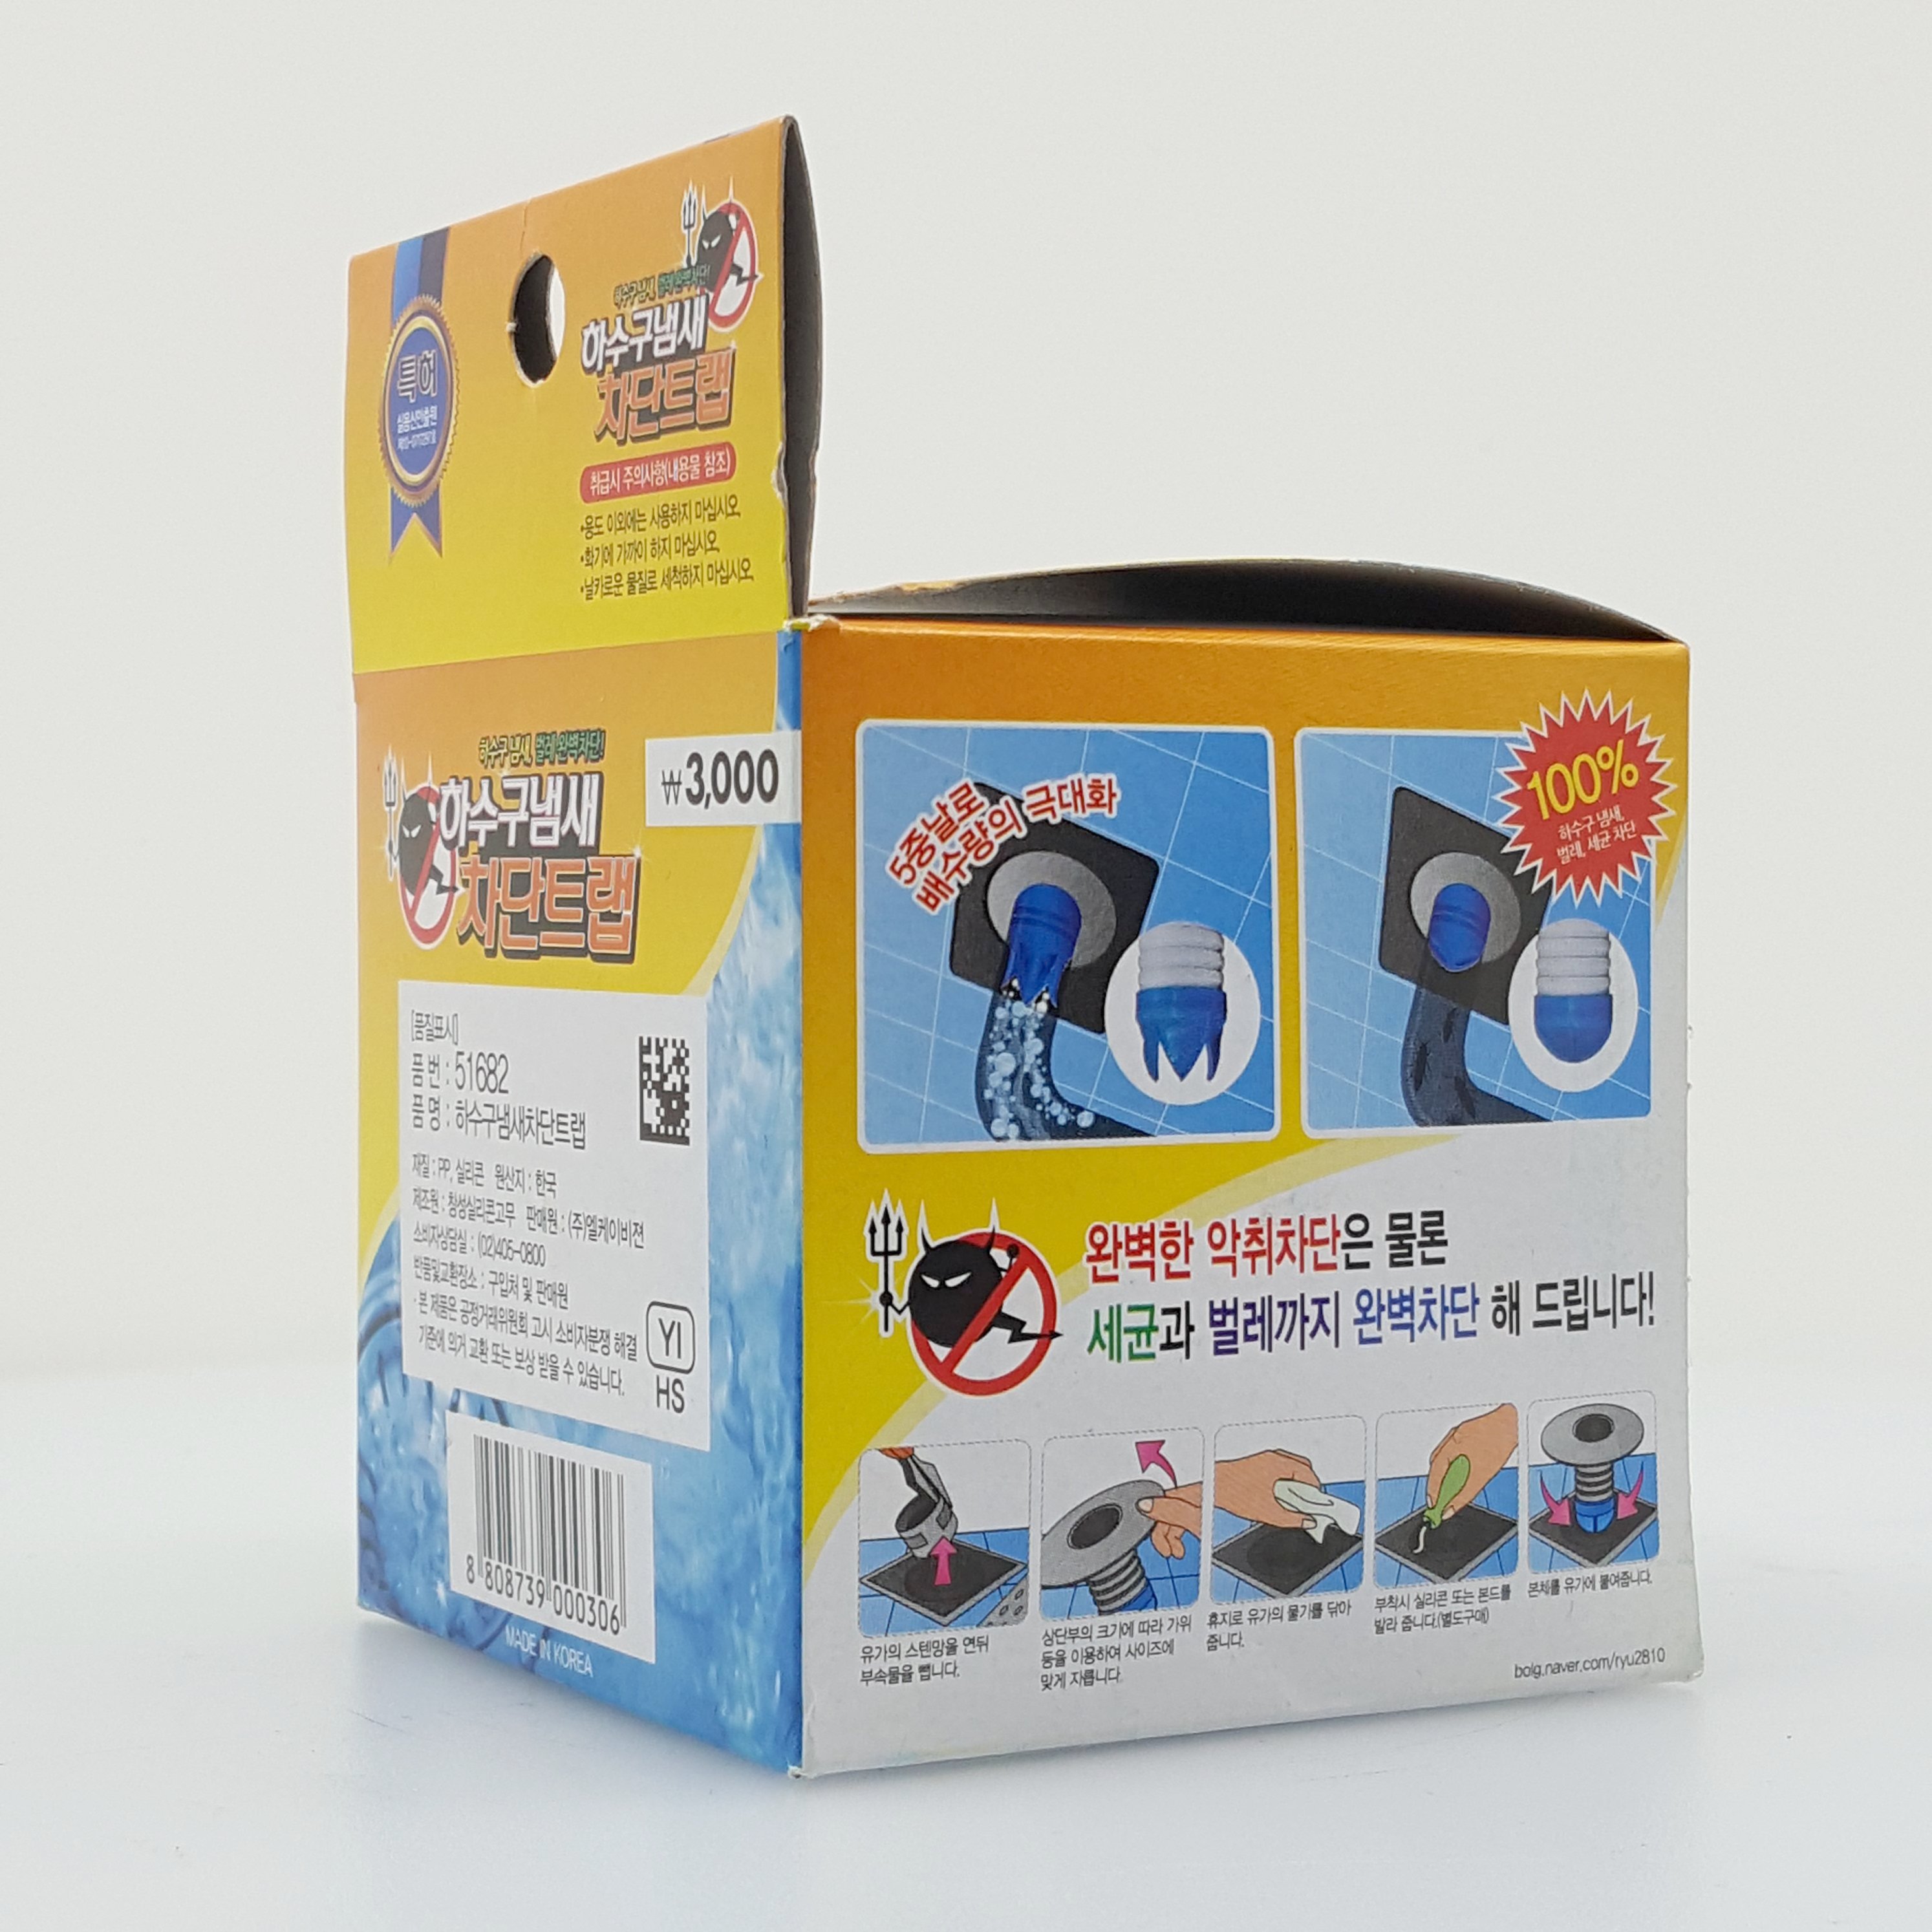 특허
실용신안출원
하수구 냄새, 벌레 완벽차단!
하수구냄새
차단트랩
취급시 주의사항(내용물 참조)
•용도 이외에는 사용하지 마십시오.
•화기에 가까이 하지 마십시오.
•날카로운 물질로 세척하지 마십시오.
하수구 냄새, 벌레 완벽차단!
하수구냄새
차단트랩
₩3,000
[품질표시]
품 번 : 51682
품 명 : 하수구냄새차단트랩
재질 : PP, 실리콘 원산지 : 한국
제조원 : 창성실리콘고무 판매원 : (주)엘케이비젼
소비자상담실 : (02)406-0800
반품및교환장소 : 구입처 및 판매원
· 본 제품은 공정거래위원회 고시 소비자분쟁 해결
기준에 의거 교환 또는 보상 받을 수 있습니다.
YI
HS
8 808739 000306
MADE IN KOREA
5중날로
배수량의 극대화
100%
하수구 냄새,
벌레, 세균 차단
완벽한 악취차단은 물론
세균과 벌레까지 완벽차단 해 드립니다!
유가의 스텐망을 연뒤
부속물을 뺍니다.
상단부의 크기에 따라 가위
등을 이용하여 사이즈에
맞게 자릅니다.
휴지로 유가의 물기를 닦아
줍니다.
부착시 실리콘 또는 본드를
발라 줍니다.(별도구매)
본체를 유가에 붙여줍니다.
bolg.naver.com/ryu2810